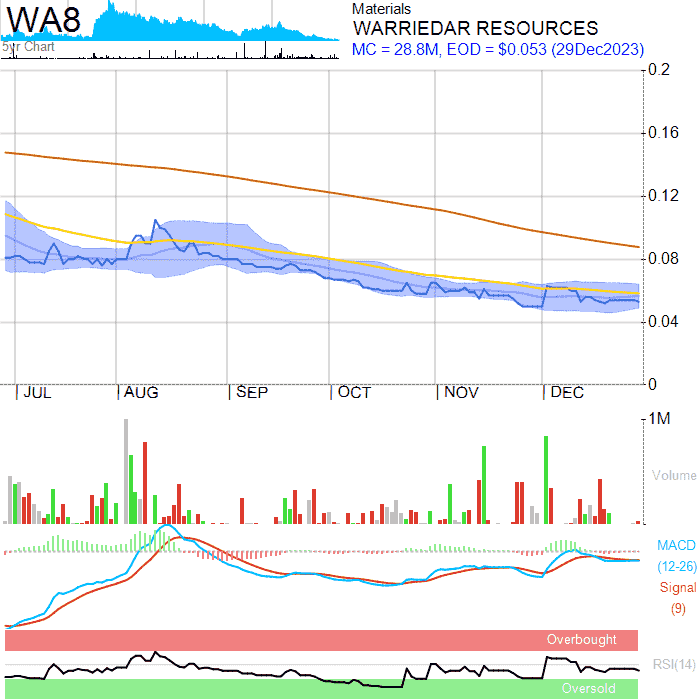 WA8
5yr Chart
Materials
WARRIEDAR RESOURCES
MC = 28.8M, EOD = $0.053 (29Dec2023)
0.2
0.16
0.12
0.08
0.04
0
JUL AUG SEP OCT NOV DEC
1M
Volume
MACD
(12-26)
Signal
(9)
Overbought
RSI(14)
Oversold